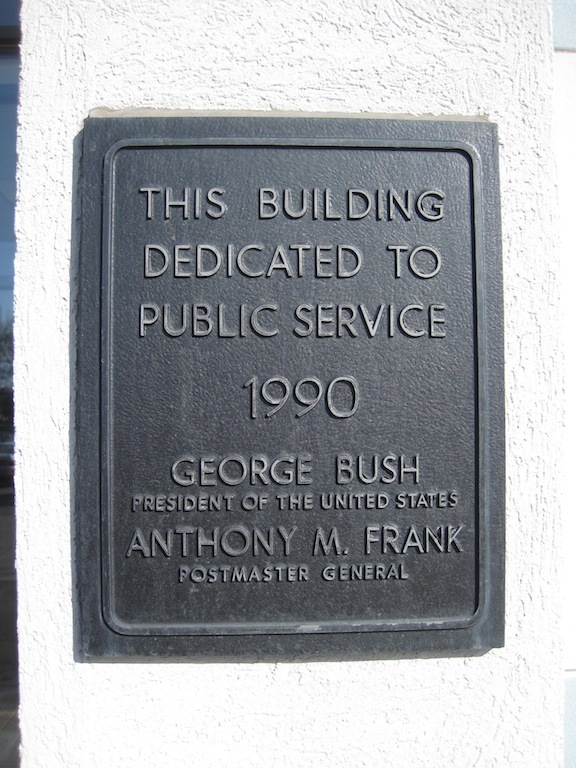 THIS BUILDING
DEDICATED TO
PUBLIC SERVICE
1990
GEORGE BUSH
PRESIDENT OF THE UNITED STATES
ANTHONY M. FRANK
POSTMASTER GENERAL